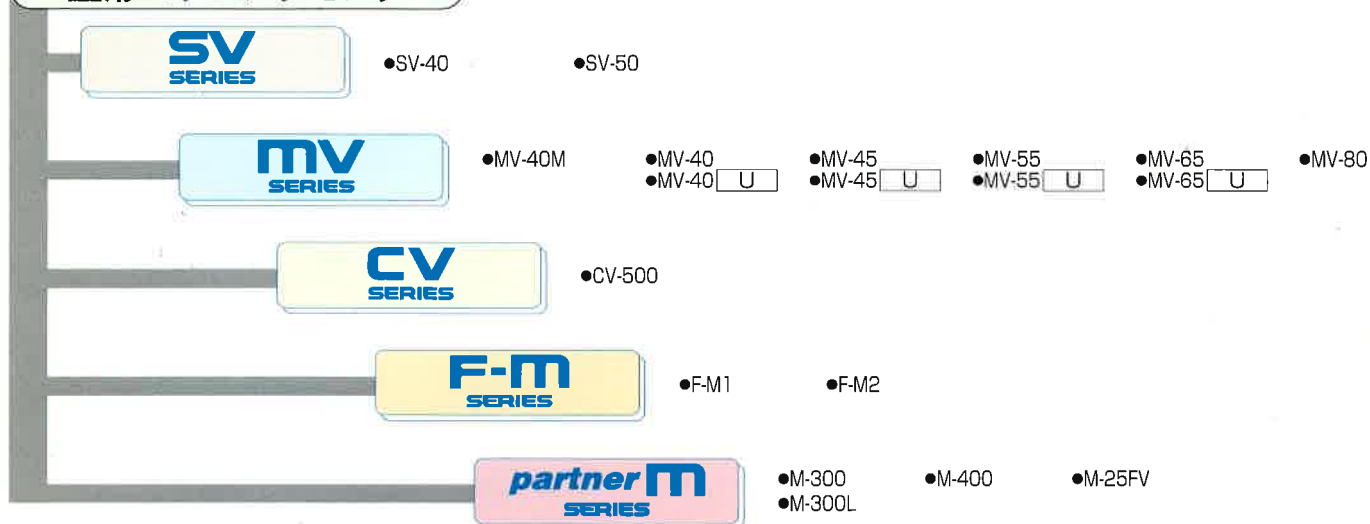 SV
SERIES
●SV-40 ●SV-50
mV
SERIES
●MV-40M ●MV-40 ●MV-45 ●MV-55 ●MV-65 ●MV-80
●MV-40 U ●MV-45 U ●MV-55 U ●MV-65 U
CV
SERIES
●CV-500
F-m
SERIES
●F-M1 ●F-M2
partner m
SERIES
●M-300 ●M-400 ●M-25FV
●M-300L